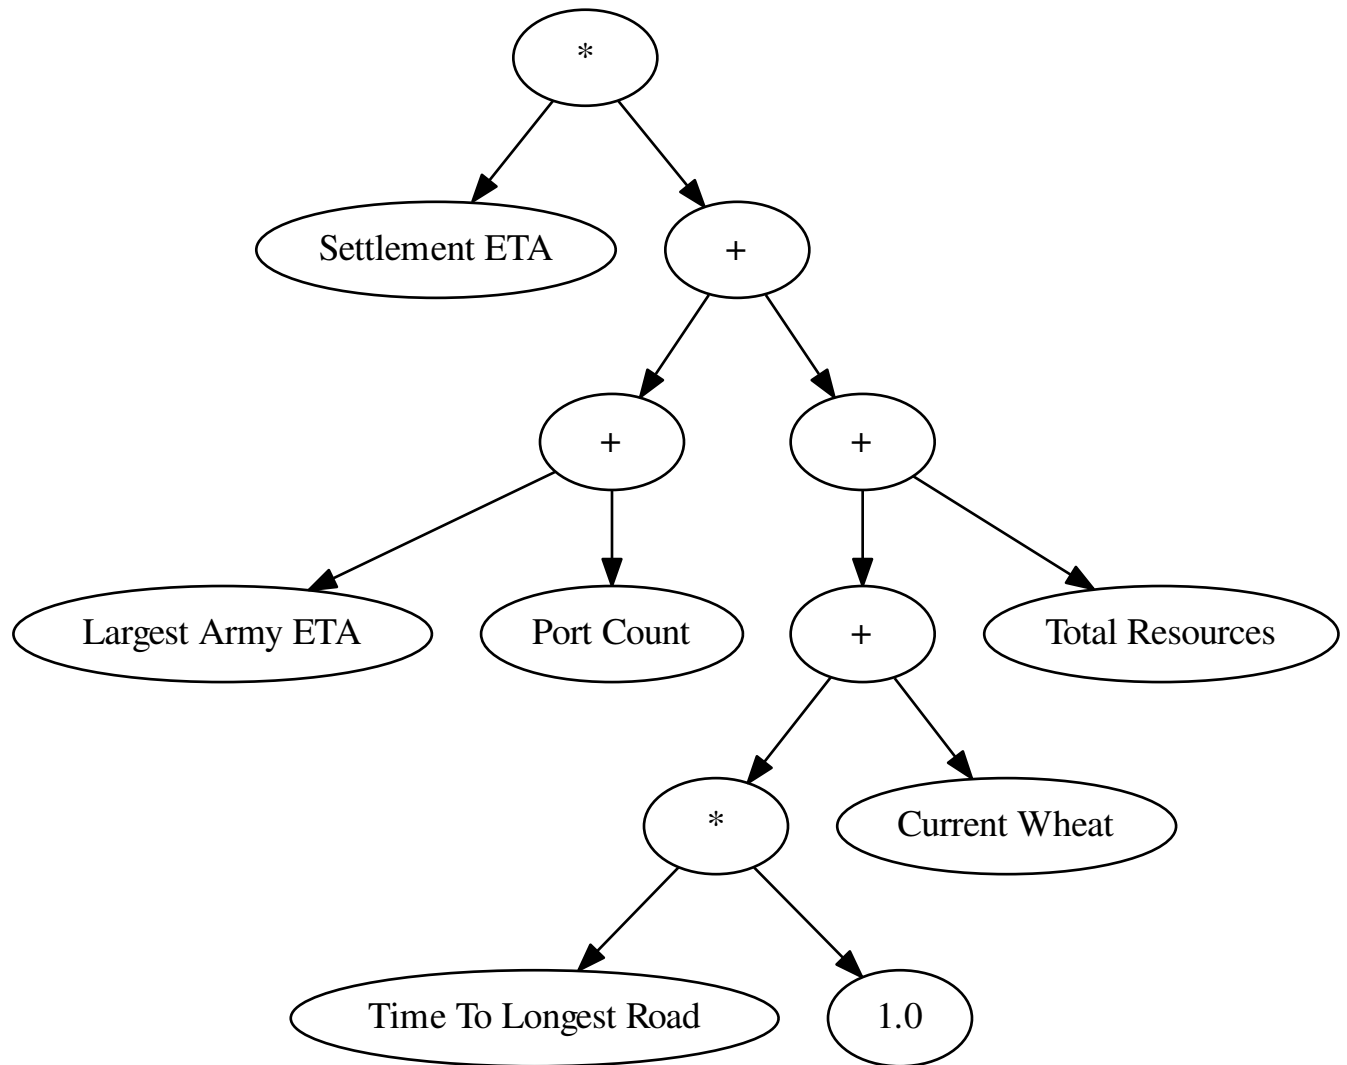 *
Settlement ETA
+
+
+
Largest Army ETA
Port Count
+
Total Resources
*
Current Wheat
Time To Longest Road
1.0